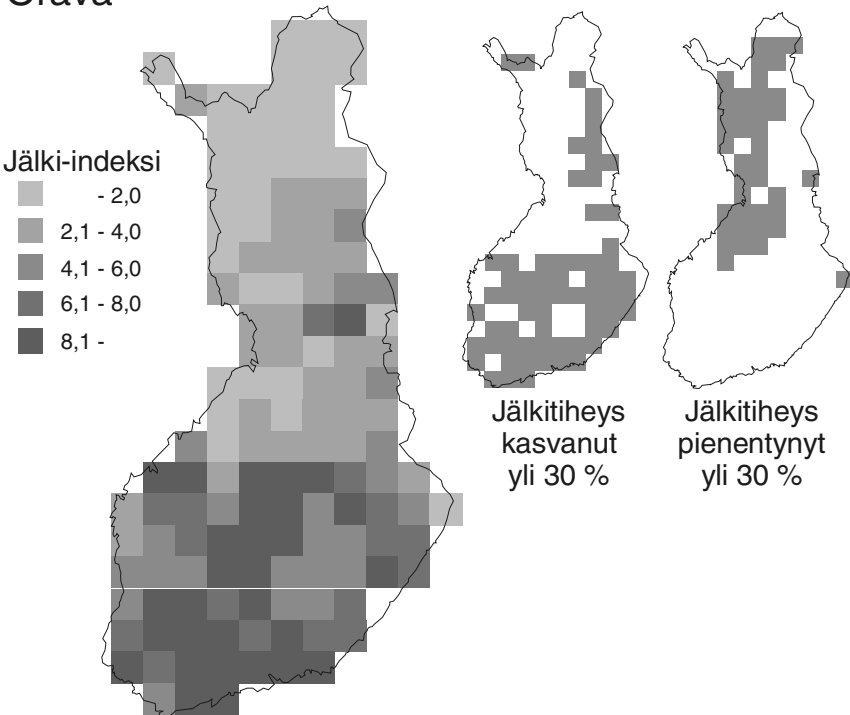 Orava
Jälki-indeksi
- 2,0
2,1 - 4,0
4,1 - 6,0
6,1 - 8,0
8,1 -
Jälkitiheys
kasvanut
yli 30 %
Jälkitiheys
pienentynyt
yli 30 %